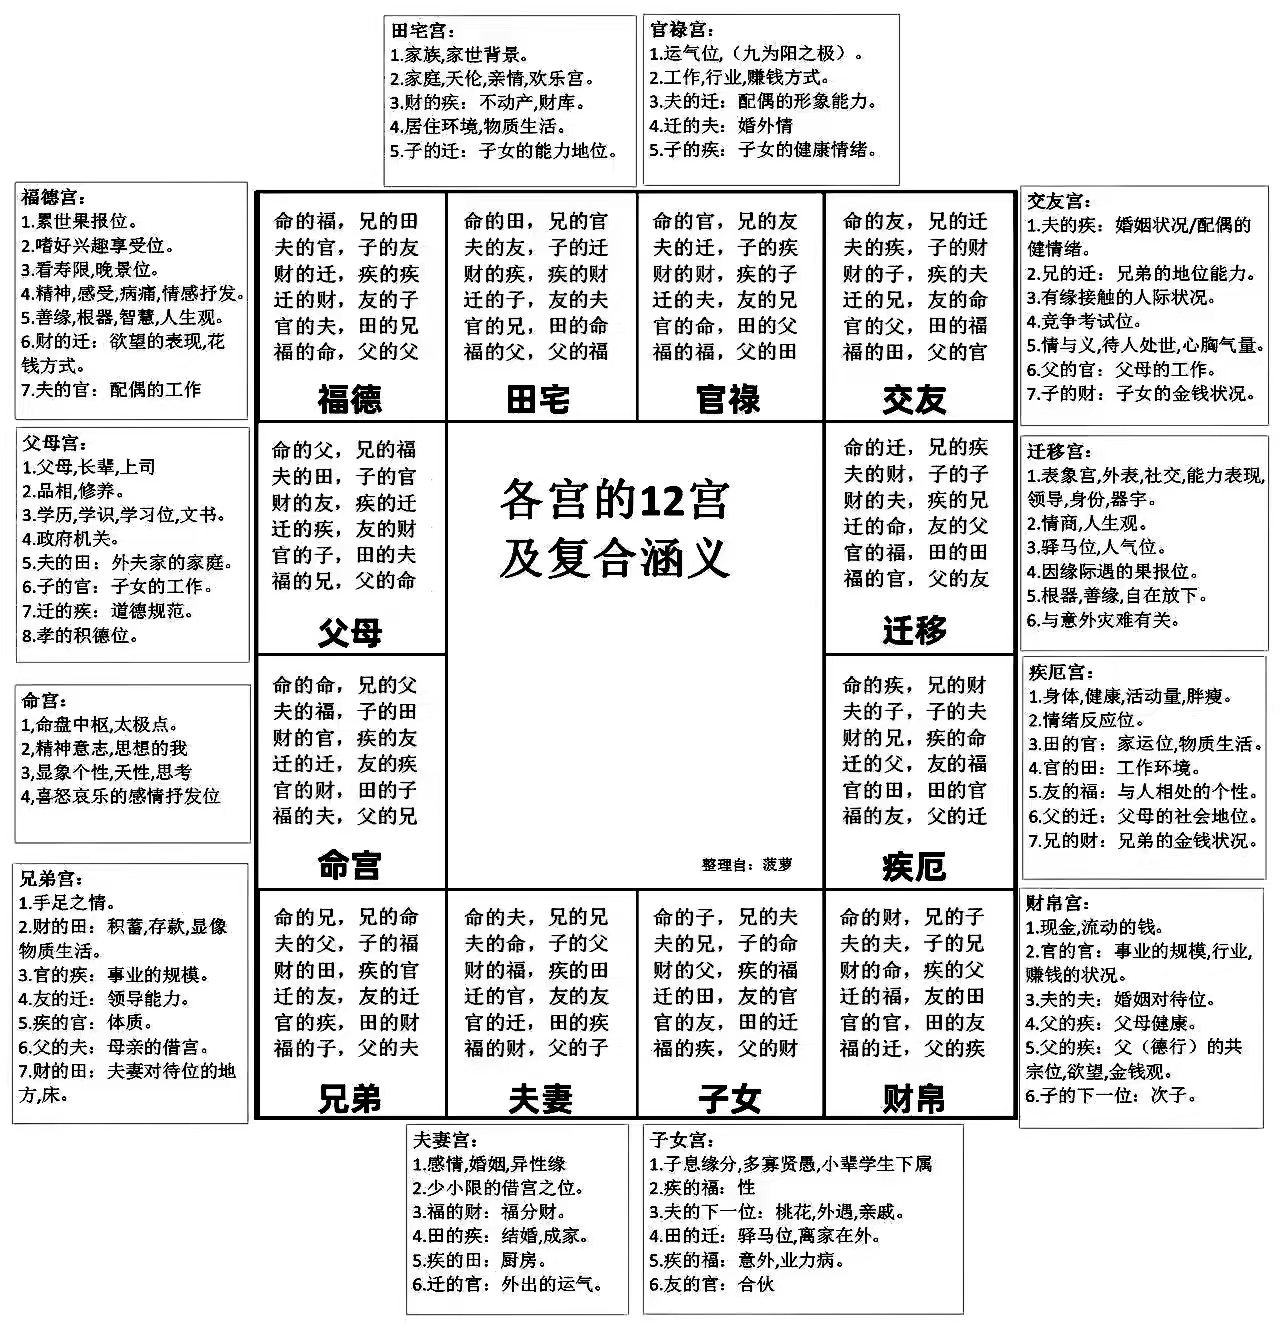 田宅宫：
1.家族,家世背景。
2.家庭,天伦,亲情,欢乐宫。
3.财的疾：不动产,财库。
4.居住环境,物质生活。
5.子的迁：子女的能力地位。
官禄宫：
1.运气位,（九为阳之极）。
2.工作,行业,赚钱方式。
3.夫的迁：配偶的形象能力。
4.迁的夫：婚外情
5.子的疾：子女的健康情绪。
福德宫：
1.累世果报位。
2.嗜好兴趣享受位。
3.看寿限,晚景位。
4.精神,感受,病痛,情感抒发。
5.善缘,根器,智慧,人生观。
6.财的迁：欲望的表现,花
钱方式。
7.夫的官：配偶的工作
命的福，兄的田
夫的官，子的友
财的迁，疾的疾
迁的财，友的子
官的夫，田的兄
福的命，父的父
福德
命的田，兄的官
夫的友，子的迁
财的疾，疾的财
迁的子，友的夫
官的兄，田的命
福的父，父的福
田宅
命的官，兄的友
夫的迁，子的疾
财的财，疾的子
迁的夫，友的兄
官的命，田的父
福的福，父的田
官禄
命的友，兄的迁
夫的疾，子的财
财的子，疾的夫
迁的兄，友的命
官的父，田的福
福的田，父的官
交友
交友宫：
1.夫的疾：婚姻状况/配偶的
健情绪。
2.兄的迁：兄弟的地位能力。
3.有缘接触的人际状况。
4.竞争考试位。
5.情与义,待人处世,心胸气量。
6.父的官：父母的工作。
7.子的财：子女的金钱状况。
父母宫：
1.父母,长辈,上司
2.品相,修养。
3.学历,学识,学习位,文书。
4.政府机关。
5.夫的田：外夫家的家庭。
6.子的官：子女的工作。
7.迁的疾：道德规范。
8.孝的积德位。
命的父，兄的福
夫的田，子的官
财的友，疾的迁
迁的疾，友的财
官的子，田的夫
福的兄，父的命
父母
各宫的12宫
及复合涵义
整理自：菠萝
命的迁，兄的疾
夫的财，子的子
财的夫，疾的兄
迁的命，友的父
官的福，田的田
福的官，父的友
迁移
迁移宫：
1.表象宫,外表,社交,能力表现,
领导,身份,器宇。
2.情商,人生观。
3.驿马位,人气位。
4.因缘际遇的果报位。
5.根器,善缘,自在放下。
6.与意外灾难有关。
命宫：
1,命盘中枢,太极点。
2,精神意志,思想的我
3,显象个性,天性,思考
4,喜怒哀乐的感情抒发位
命的命，兄的父
夫的福，子的田
财的官，疾的友
迁的迁，友的疾
官的财，田的子
福的夫，父的兄
命宫
命的疾，兄的财
夫的子，子的夫
财的兄，疾的命
迁的父，友的福
官的田，田的官
福的友，父的迁
疾厄
疾厄宫：
1.身体,健康,活动量,胖瘦。
2.情绪反应位。
3.田的官：家运位,物质生活。
4.官的田：工作环境。
5.友的福：与人相处的个性。
6.父的迁：父母的社会地位。
7.兄的财：兄弟的金钱状况。
兄弟宫：
1.手足之情。
2.财的田：积蓄,存款,显像
物质生活。
3.官的疾：事业的规模。
4.友的迁：领导能力。
5.疾的官：体质。
6.父的夫：母亲的借宫。
7.财的田：夫妻对待位的地
方,床。
命的兄，兄的命
夫的父，子的福
财的田，疾的官
迁的友，友的迁
官的疾，田的财
福的子，父的夫
兄弟
命的夫，兄的兄
夫的命，子的父
财的福，疾的田
迁的官，友的友
官的迁，田的疾
福的财，父的子
夫妻
命的子，兄的夫
夫的兄，子的命
财的父，疾的福
迁的田，友的官
官的友，田的迁
福的疾，父的财
子女
命的财，兄的子
夫的夫，子的兄
财的命，疾的父
迁的福，友的田
官的官，田的友
福的迁，父的疾
财帛
财帛宫：
1.现金,流动的钱。
2.官的官：事业的规模,行业,
赚钱的状况。
3.夫的夫：婚姻对待位。
4.父的疾：父母健康。
5.父的疾：父（德行）的共
宗位,欲望,金钱观。
6.子的下一位：次子。
夫妻宫：
1.感情,婚姻,异性缘
2.少小限的借宫之位。
3.福的财：福分财。
4.田的疾：结婚,成家。
5.疾的田：厨房。
6.迁的官：外出的运气。
子女宫：
1.子息缘分,多寡贤愚,小辈学生下属
2.疾的福：性
3.夫的下一位：桃花,外遇,亲戚。
4.田的迁：驿马位,离家在外。
5.疾的福：意外,业力病。
6.友的官：合伙